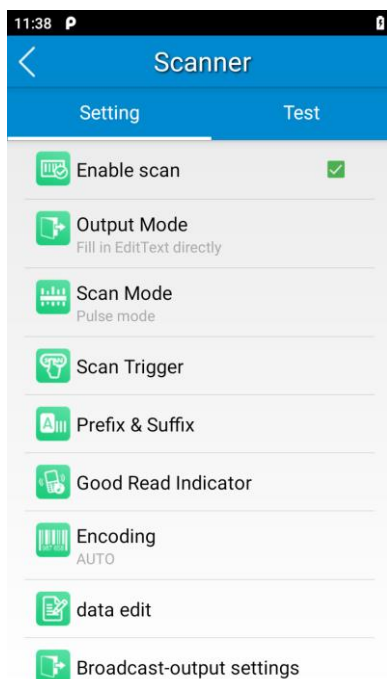 11:38
Scanner
Setting Test
Enable scan
Output Mode
Fill in EditText directly
Scan Mode
Pulse mode
Scan Trigger
Prefix & Suffix
Good Read Indicator
Encoding
AUTO
data edit
Broadcast-output settings